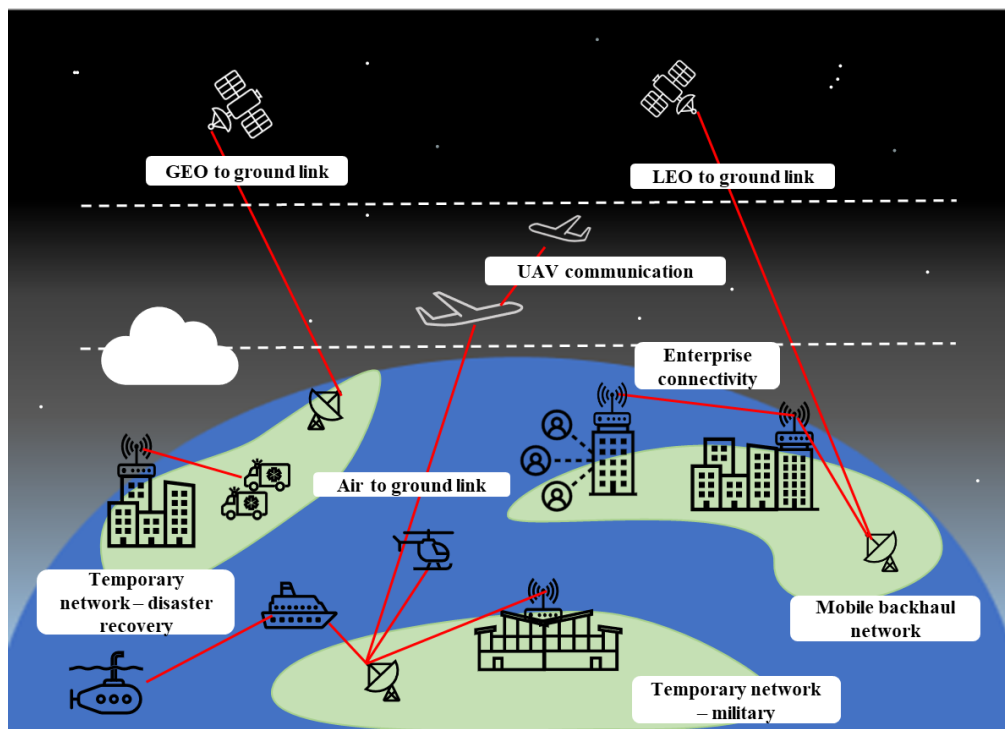 GEO to ground link
LEO to ground link
UAV communication
Enterprise
connectivity
Air to ground link
Temporary
network – disaster
recovery
Mobile backhaul
network
Temporary network
– military